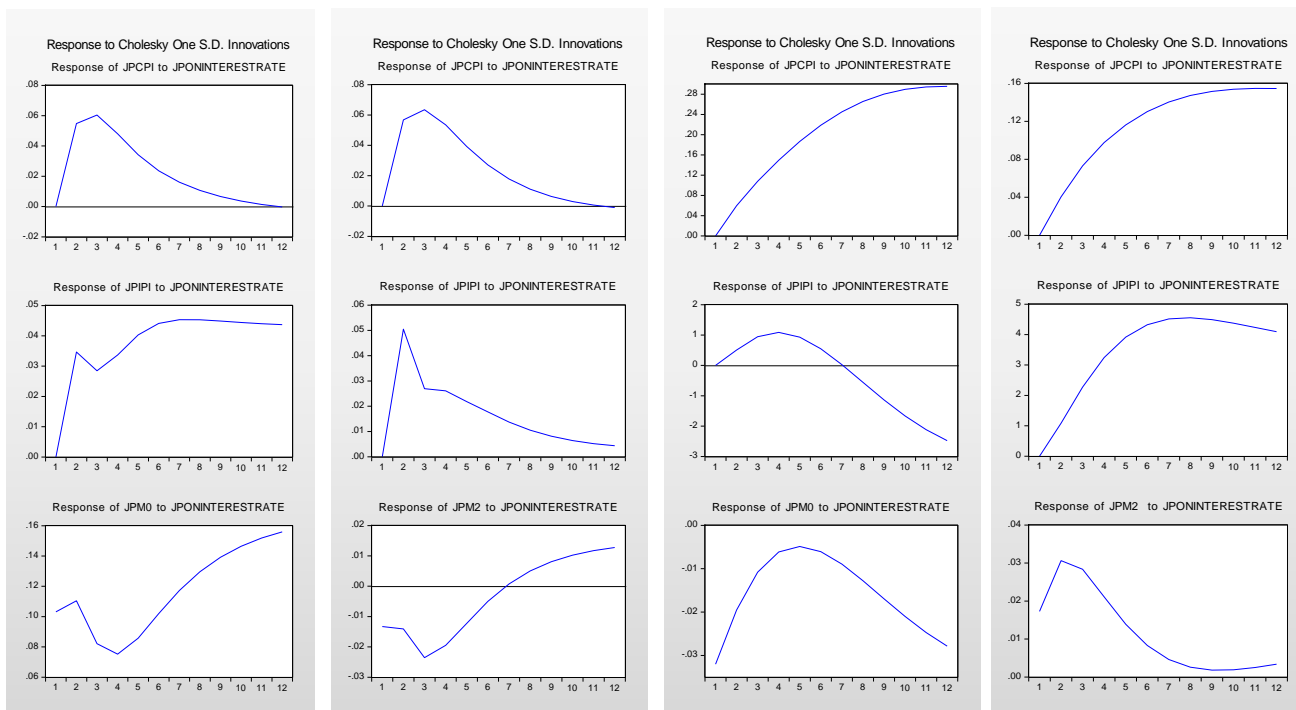 Response to Cholesky One S.D. Innovations
Response of JPCPI to JPONINTERESTRATE
.08
.06
.04
.02
.00
-.02
1 2 3 4 5 6 7 8 9 10 11 12
Response of JPIPI to JPONINTERESTRATE
.05
.04
.03
.02
.01
.00
1 2 3 4 5 6 7 8 9 10 11 12
Response of JPM0 to JPONINTERESTRATE
.16
.14
.12
.10
.08
.06
1 2 3 4 5 6 7 8 9 10 11 12
Response to Cholesky One S.D. Innovations
Response of JPCPI to JPONINTERESTRATE
.08
.06
.04
.02
.00
-.02
1 2 3 4 5 6 7 8 9 10 11 12
Response of JPIPI to JPONINTERESTRATE
.06
.05
.04
.03
.02
.01
.00
1 2 3 4 5 6 7 8 9 10 11 12
Response of JPM2 to JPONINTERESTRATE
.02
.01
.00
-.01
-.02
-.03
1 2 3 4 5 6 7 8 9 10 11 12
Response to Cholesky One S.D. Innovations
Response of JPCPI to JPONINTERESTRATE
.28
.24
.20
.16
.12
.08
.04
.00
1 2 3 4 5 6 7 8 9 10 11 12
Response of JPIPI to JPONINTERESTRATE
2
1
0
-1
-2
-3
1 2 3 4 5 6 7 8 9 10 11 12
Response of JPM0 to JPONINTERESTRATE
.00
-.01
-.02
-.03
1 2 3 4 5 6 7 8 9 10 11 12
Response to Cholesky One S.D. Innovations
Response of JPCPI to JPONINTERESTRATE
.16
.12
.08
.04
.00
1 2 3 4 5 6 7 8 9 10 11 12
Response of JPIPI to JPONINTERESTRATE
5
4
3
2
1
0
1 2 3 4 5 6 7 8 9 10 11 12
Response of JPM2 to JPONINTERESTRATE
.04
.03
.02
.01
.00
1 2 3 4 5 6 7 8 9 10 11 12